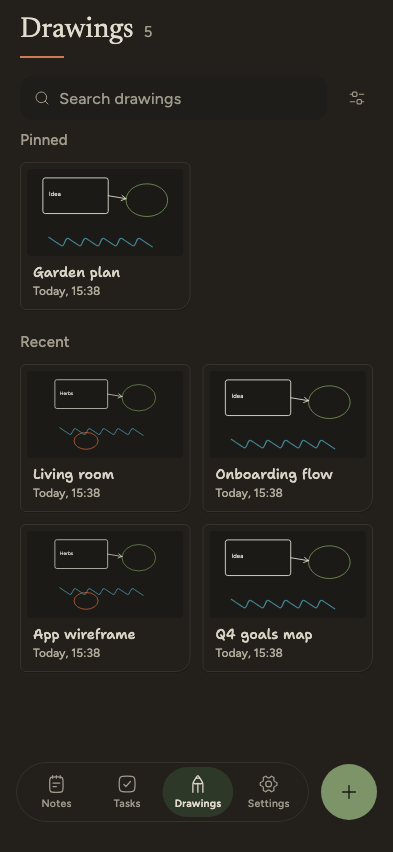 Drawings 5
Search drawings
Pinned
Idea
Garden plan
Today, 15:38
Recent
Herbs
Living room
Today, 15:38
Idea
Onboarding flow
Today, 15:38
Herbs
App wireframe
Today, 15:38
Idea
Q4 goals map
Today, 15:38
Notes Tasks Drawings Settings